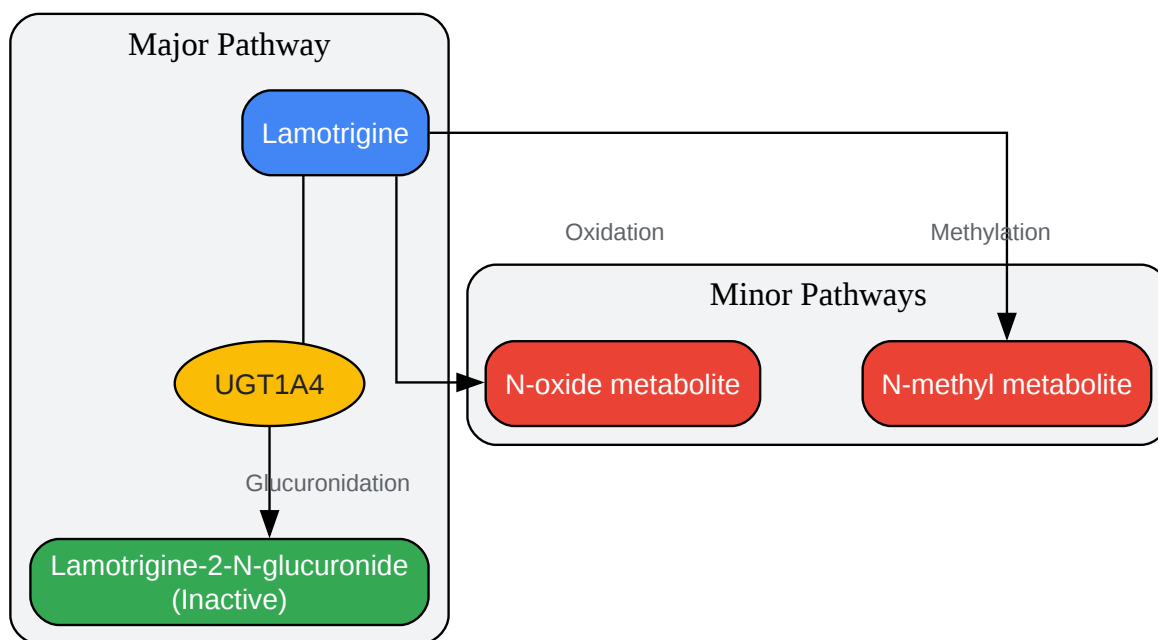 Major Pathway
Lamotrigine
Oxidation
Methylation
Minor Pathways
UGT1A4
N-oxide metabolite
N-methyl metabolite
Glucuronidation
Lamotrigine-2-N-glucuronide
(Inactive)